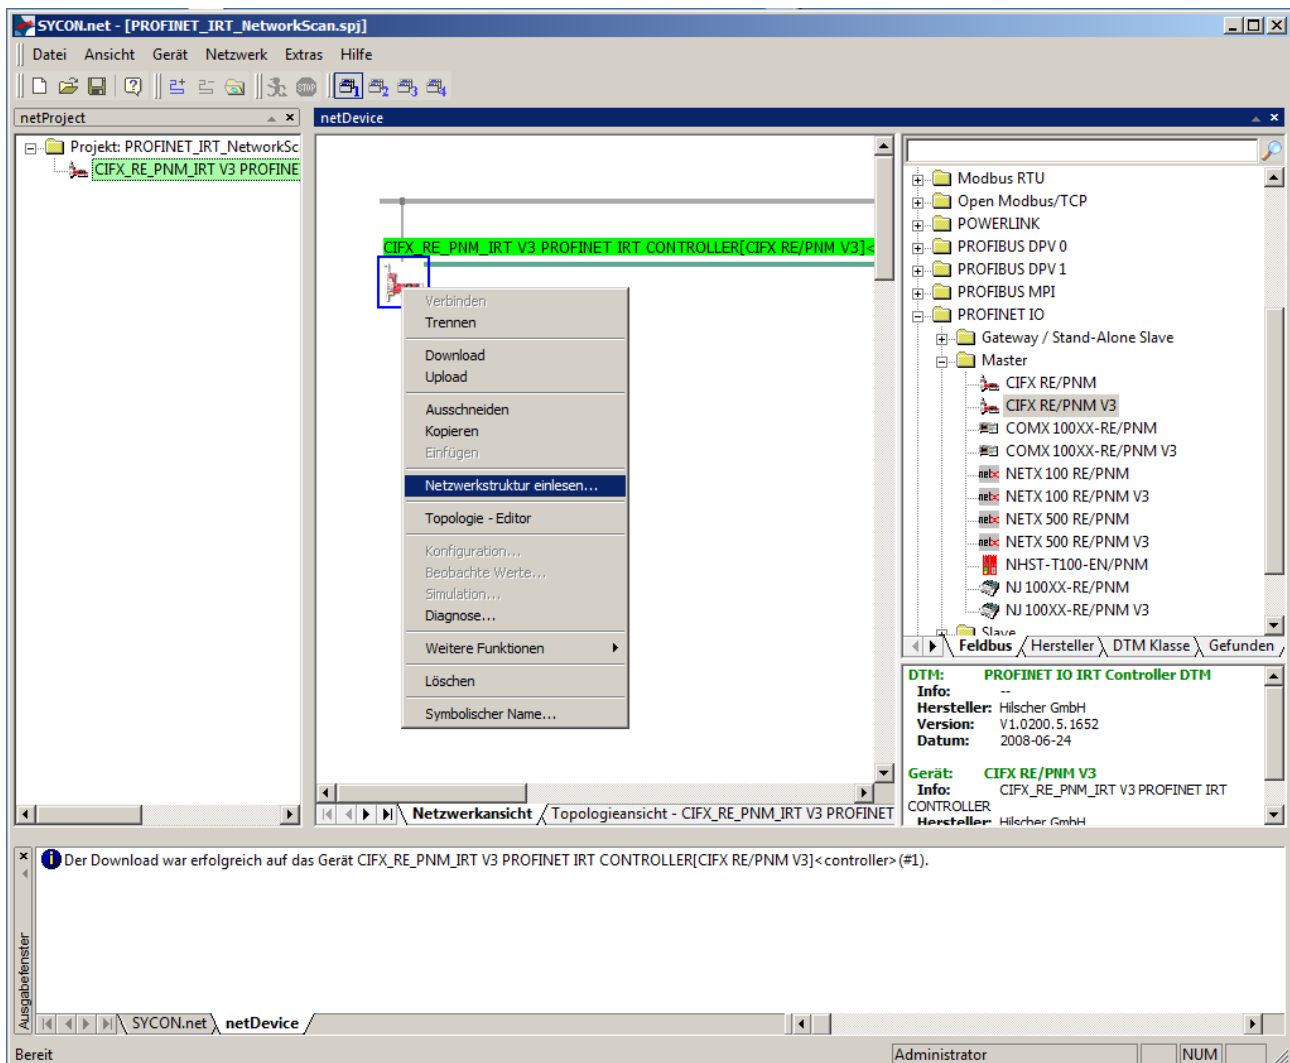 SYCON.net - [PROFINET_IRT_NetworkScan.spj]
Datei Ansicht Gerät Netzwerk Extras Hilfe
netProject
netDevice
Projekt: PROFINET_IRT_NetworkSc
CIFX_RE_PNM_IRT V3 PROFINE
CIFX_RE_PNM_IRT V3 PROFINET IRT CONTROLLER[CIFX RE/PNM V3]<
Verbinden
Trennen
Download
Upload
Ausschneiden
Kopieren
Einfügen
Netzwerkstruktur einlesen...
Topologie - Editor
Konfiguration...
Beobachte Werte...
Simulation...
Diagnose...
Weitere Funktionen
Löschen
Symbolischer Name...
Netzwerkansicht Topologieansicht - CIFX_RE_PNM_IRT V3 PROFINET
Modbus RTU
Open Modbus/TCP
POWERLINK
PROFIBUS DPV0
PROFIBUS DPV1
PROFIBUS MPI
PROFINET IO
Gateway / Stand-Alone Slave
Master
CIFX RE/PNM
CIFX RE/PNM V3
COMX 100XX-RE/PNM
COMX 100XX-RE/PNM V3
NETX 100 RE/PNM
NETX 100 RE/PNM V3
NETX 500 RE/PNM
NETX 500 RE/PNM V3
NHST-T100-EN/PNM
NJ 100XX-RE/PNM
NJ 100XX-RE/PNM V3
Slave
Feldbus Hersteller DTM Klasse Gefunden
DTM: PROFINET IO IRT Controller DTM
Info: --
Hersteller: Hilscher GmbH
Version: V1.0200.5.1652
Datum: 2008-06-24
Gerät: CIFX RE/PNM V3
Info: CIFX_RE_PNM_IRT V3 PROFINET IRT
CONTROLLER
Hersteller: Hilscher GmbH
Der Download war erfolgreich auf das Gerät CIFX_RE_PNM_IRT V3 PROFINET IRT CONTROLLER[CIFX RE/PNM V3]<controller>(#1).
Ausgabefenster
SYCON.net netDevice
Bereit
Administrator
NUM